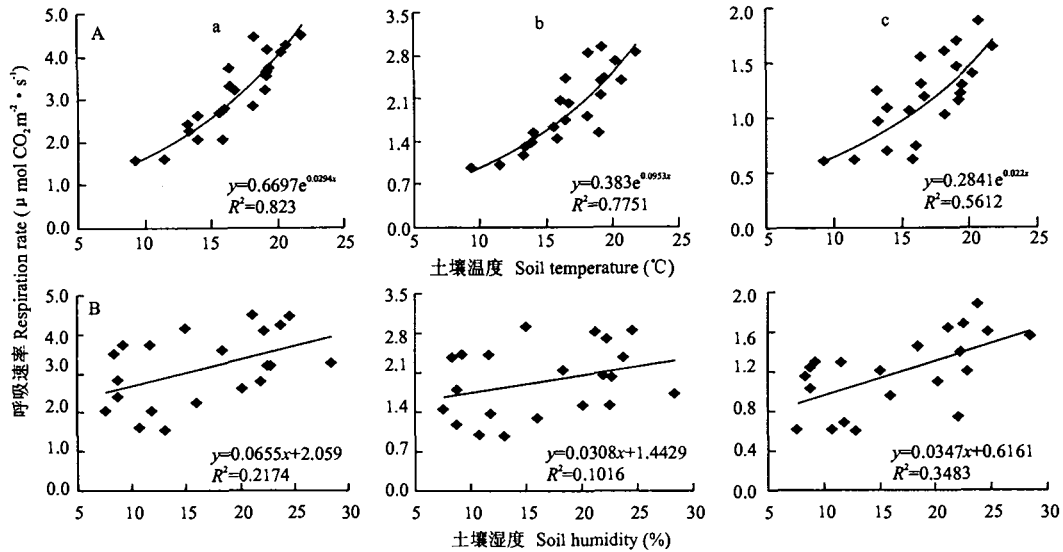 呼吸速率 Respiration rate (μ mol CO₂m⁻²·s⁻¹)
A
a
5.0
4.0
3.0
2.0
1.0
0.0
y=0.6697e^0.0294x
R²=0.823
5 10 15 20 25
b
3.5
2.8
2.1
1.4
0.7
0.0
y=0.383e^0.0953x
R²=0.7751
5 10 15 20 25
c
2.0
1.5
1.0
0.5
0.0
y=0.2841e^0.022x
R²=0.5612
5 10 15 20 25
土壤温度 Soil temperature (℃)
B
5.0
4.0
3.0
2.0
1.0
0.0
y=0.0655x+2.059
R²=0.2174
5 10 15 20 25 30
3.5
2.8
2.1
1.4
0.7
0.0
y=0.0308x+1.4429
R²=0.1016
5 10 15 20 25 30
2.0
1.6
1.2
0.8
0.4
0.0
y=0.0347x+0.6161
R²=0.3483
5 10 15 20 25 30
土壤湿度 Soil humidity (%)